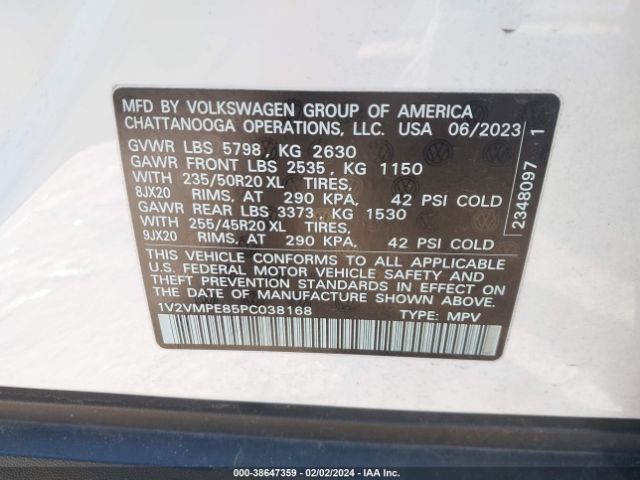 MFD BY VOLKSWAGEN GROUP OF AMERICA
CHATTANOOGA OPERATIONS, LLC. USA 06/2023
GVWR LBS 5798, KG 2630
GAWR FRONT LBS 2535, KG 1150
WITH 235/50R20 XL TIRES,
8JX20 RIMS, AT 290 KPA, 42 PSI COLD
GAWR REAR LBS 3373, KG 1530
WITH 255/45R20 XL TIRES,
9JX20 RIMS, AT 290 KPA, 42 PSI COLD
THIS VEHICLE CONFORMS TO ALL APPLICABLE
U.S. FEDERAL MOTOR VEHICLE SAFETY AND
THEFT PREVENTION STANDARDS IN EFFECT ON
THE DATE OF MANUFACTURE SHOWN ABOVE.
1V2VMPE85PC038168 TYPE: MPV
2348097 1
000-38647359 - 02/02/2024 - IAA Inc.